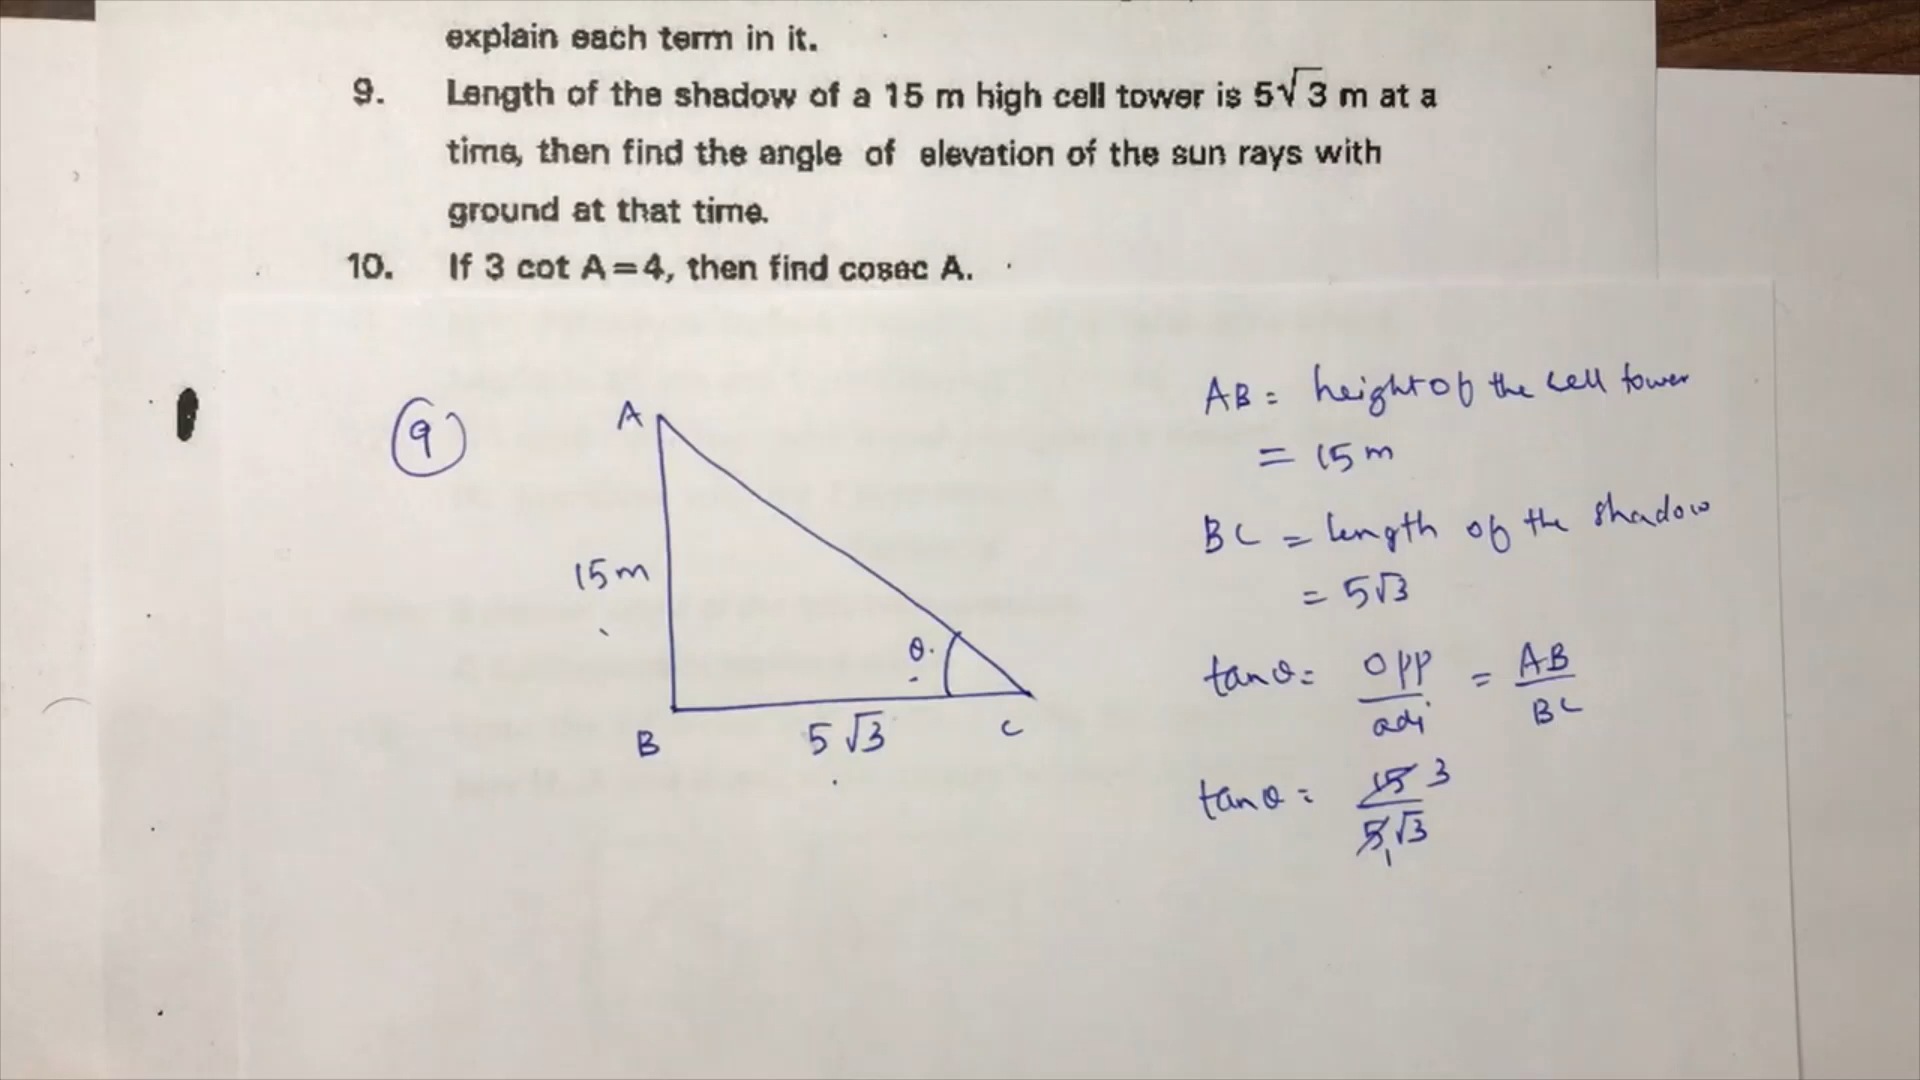 explain each term in it.
9. Length of the shadow of a 15 m high cell tower is 5√3 m at a
time, then find the angle of elevation of the sun rays with
ground at that time.
10. If 3 cot A=4, then find cosec A.
9
A
15m
θ
B
5√3
C
AB = height of the cell tower
= 15m
BC = length of the shadow
= 5√3
tanθ = opp/adj = AB/BC
tanθ = 15 3/5 1 √3